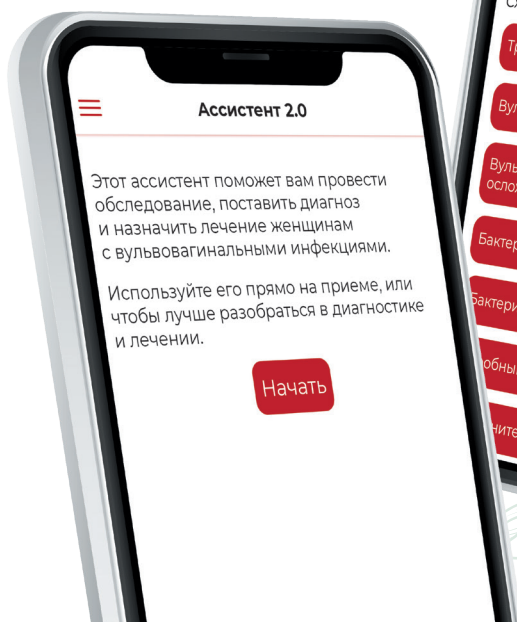 Ассистент 2.0
Этот ассистент поможет вам провести
обследование, поставить диагноз
и назначить лечение женщинам
с вульвовагинальными инфекциями.
Используйте его прямо на приеме, или
чтобы лучше разобраться в диагностике
и лечении.
Начать